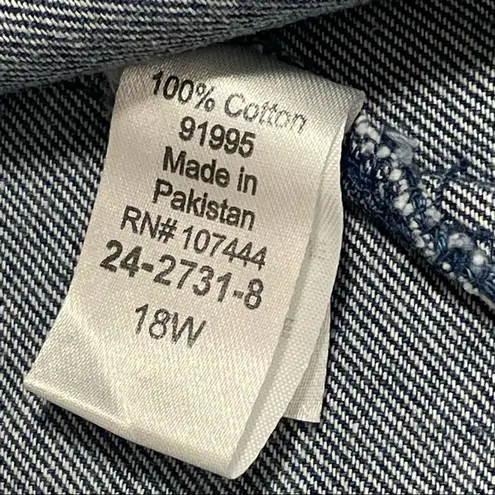 100% Cotton
91995
Made in
Pakistan
RN# 107444
24-2731-8
18W